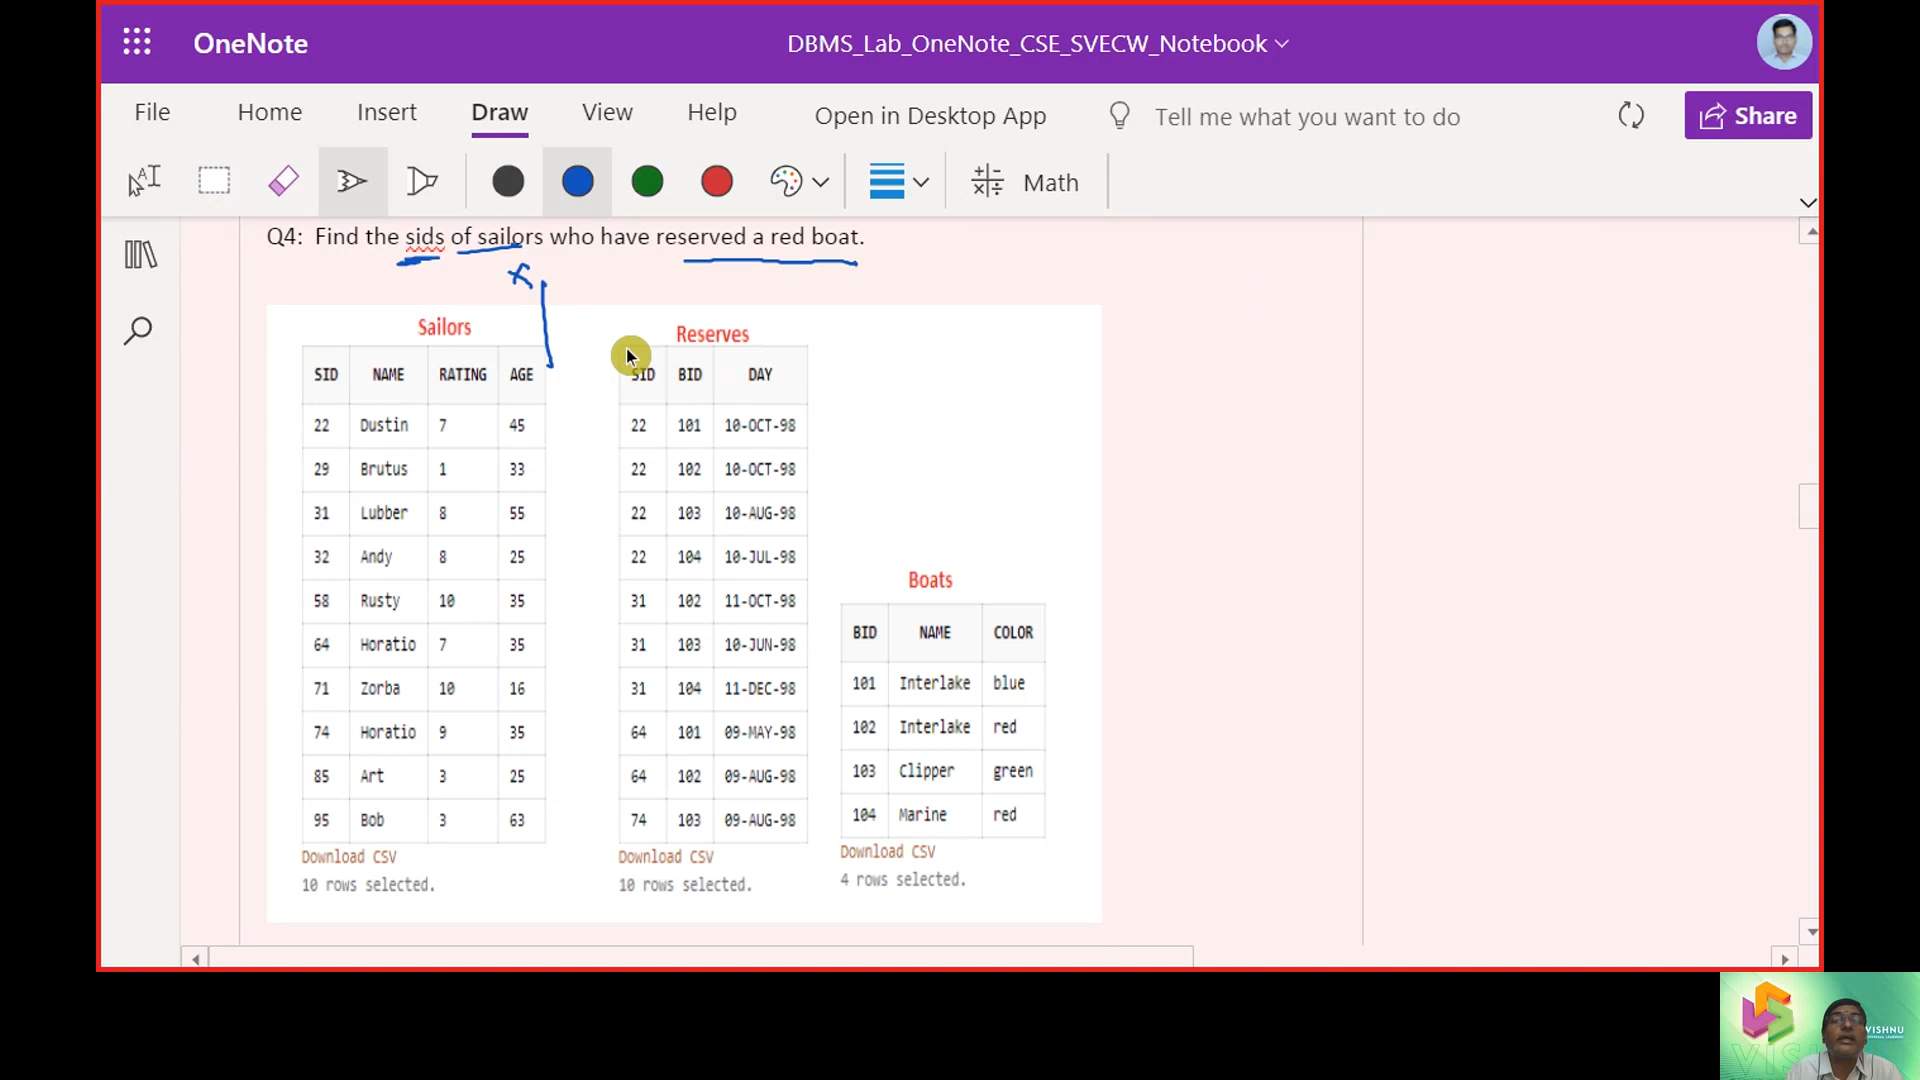 OneNote
DBMS_Lab_OneNote_CSE_SVECW_Notebook
File Home Insert Draw View Help Open in Desktop App Tell me what you want to do Share
Math
Q4: Find the sids of sailors who have reserved a red boat.
Sailors
SID NAME RATING AGE
22 Dustin 7 45
29 Brutus 1 33
31 Lubber 8 55
32 Andy 8 25
58 Rusty 10 35
64 Horatio 7 35
71 Zorba 10 16
74 Horatio 9 35
85 Art 3 25
95 Bob 3 63
Download CSV
10 rows selected.
Reserves
SID BID DAY
22 101 10-OCT-98
22 102 10-OCT-98
22 103 10-AUG-98
22 104 10-JUL-98
31 102 11-OCT-98
31 103 10-JUN-98
31 104 11-DEC-98
64 101 09-MAY-98
64 102 09-AUG-98
74 103 09-AUG-98
Download CSV
10 rows selected.
Boats
BID NAME COLOR
101 Interlake blue
102 Interlake red
103 Clipper green
104 Marine red
Download CSV
4 rows selected.
VISHNU